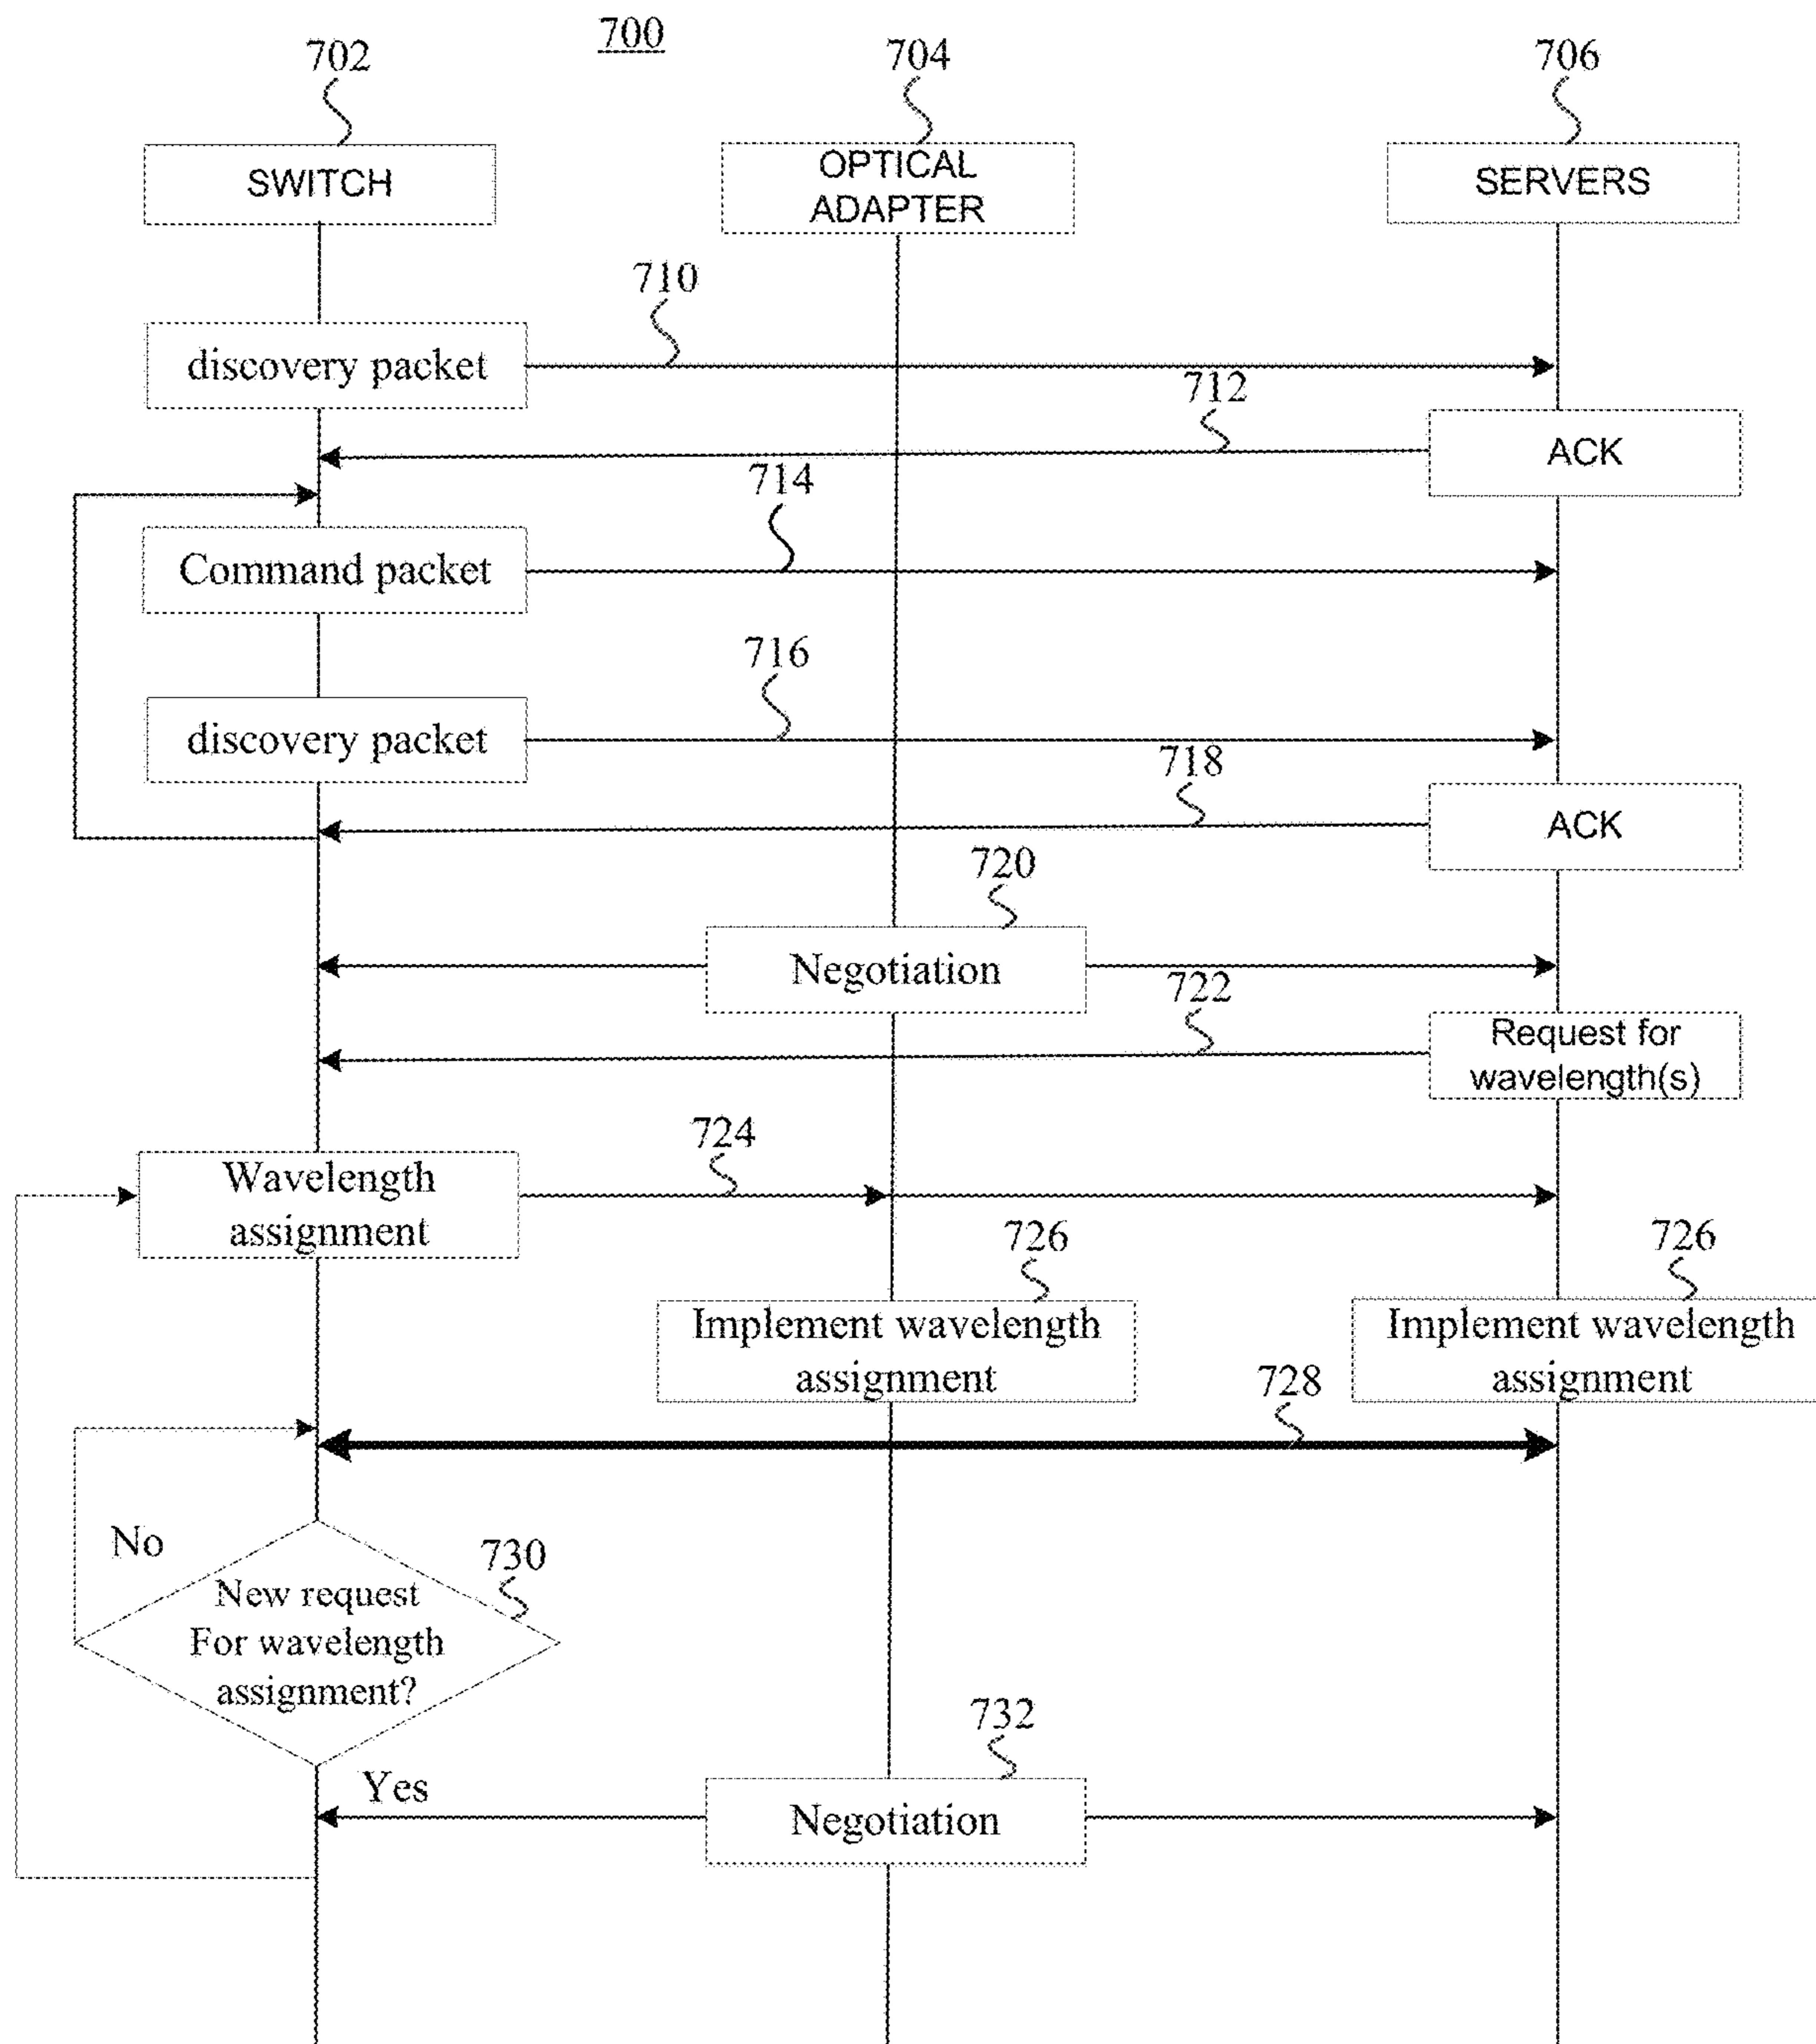 700
702
704
706
SWITCH
OPTICAL
ADAPTER
SERVERS
710
discovery packet
712
ACK
714
Command packet
716
discovery packet
718
ACK
720
Negotiation
722
Request for
wavelength(s)
724
Wavelength
assignment
726
726
Implement wavelength
assignment
Implement wavelength
assignment
728
No
730
New request
For wavelength
assignment?
732
Yes
Negotiation